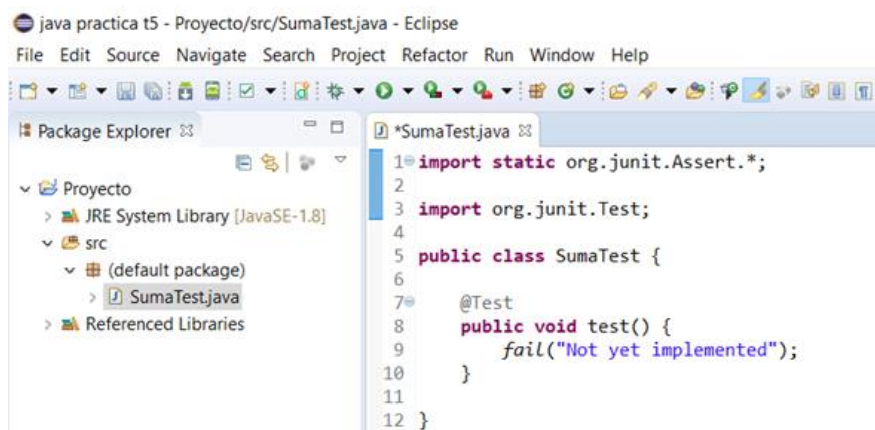 java practica t5 - Proyecto/src/SumaTest.java - Eclipse
File Edit Source Navigate Search Project Refactor Run Window Help
Package Explorer
Proyecto
JRE System Library [JavaSE-1.8]
src
(default package)
SumaTest.java
Referenced Libraries
*SumaTest.java
1 import static org.junit.Assert.*;
2
3 import org.junit.Test;
4
5 public class SumaTest {
6
7 @Test
8 public void test() {
9 fail("Not yet implemented");
10 }
11
12 }